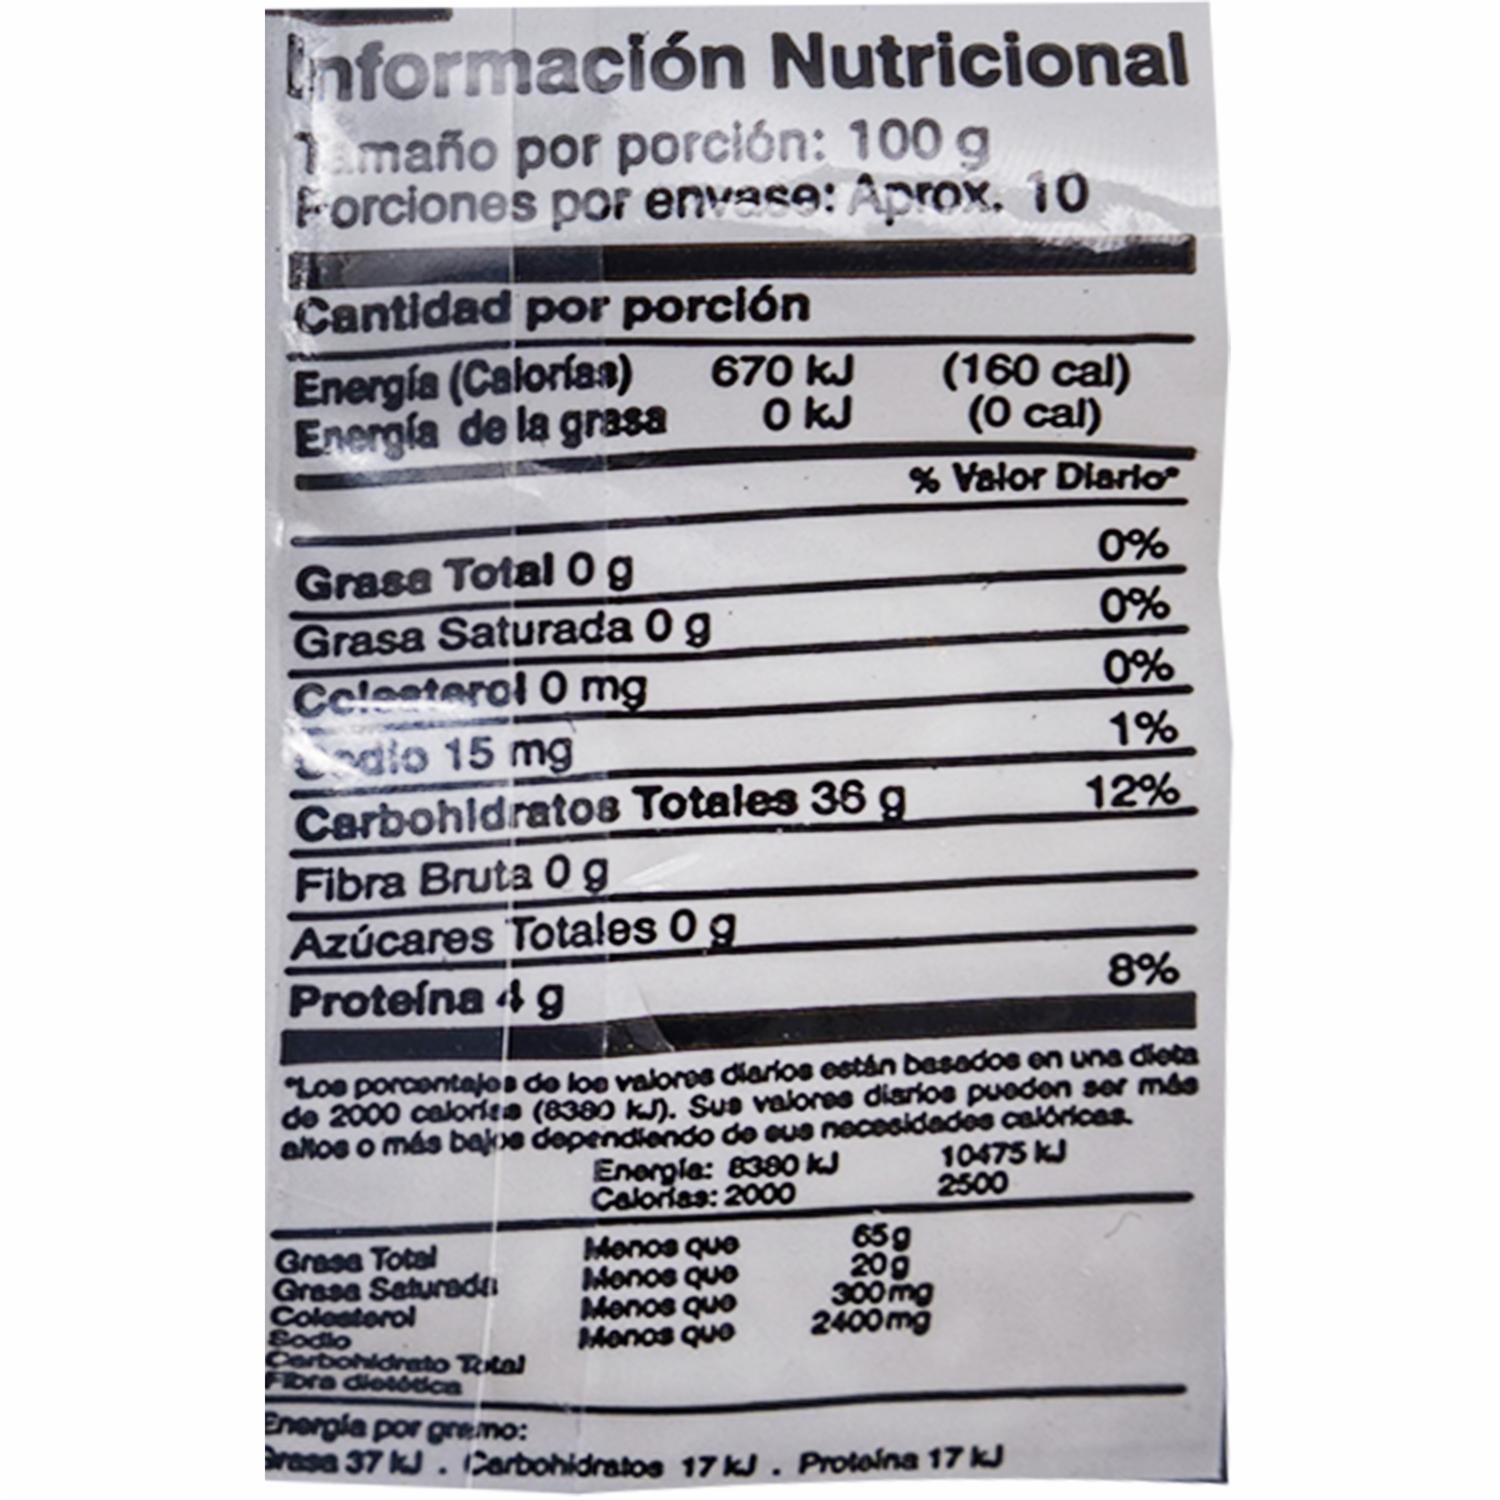 Información Nutricional
Tamaño por porción: 100 g
Porciones por envase: Aprox. 10
Cantidad por porción
Energía (Calorías) 670 kJ (160 cal)
Energía de la grasa 0 kJ (0 cal)
% Valor Diario*
Grasa Total 0 g 0%
Grasa Saturada 0 g 0%
Colesterol 0 mg 0%
Sodio 15 mg 1%
Carbohidratos Totales 36 g 12%
Fibra Bruta 0 g
Azúcares Totales 0 g
Proteína 4 g 8%
*Los porcentajes de los valores diarios están basados en una dieta
de 2000 calorías (8380 kJ). Sus valores diarios pueden ser más
altos o más bajos dependiendo de sus necesidades calóricas.
Energía: 8380 kJ 10475 kJ
Calorías: 2000 2500
Grasa Total Menos que 65 g
Grasa Saturada Menos que 20 g
Colesterol Menos que 300 mg
Sodio Menos que 2400 mg
Carbohidrato Total
Fibra dietética
Energía por gramo:
Grasa 37 kJ . Carbohidratos 17 kJ . Proteína 17 kJ